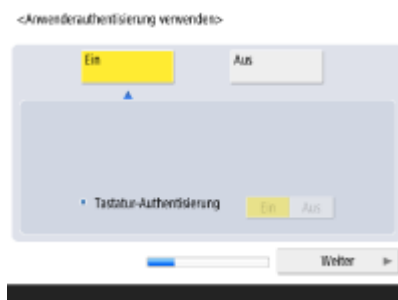 <Anwenderauthentisierung verwenden>
Ein
Aus
Tastatur-Authentisierung
Ein
Aus
Weiter